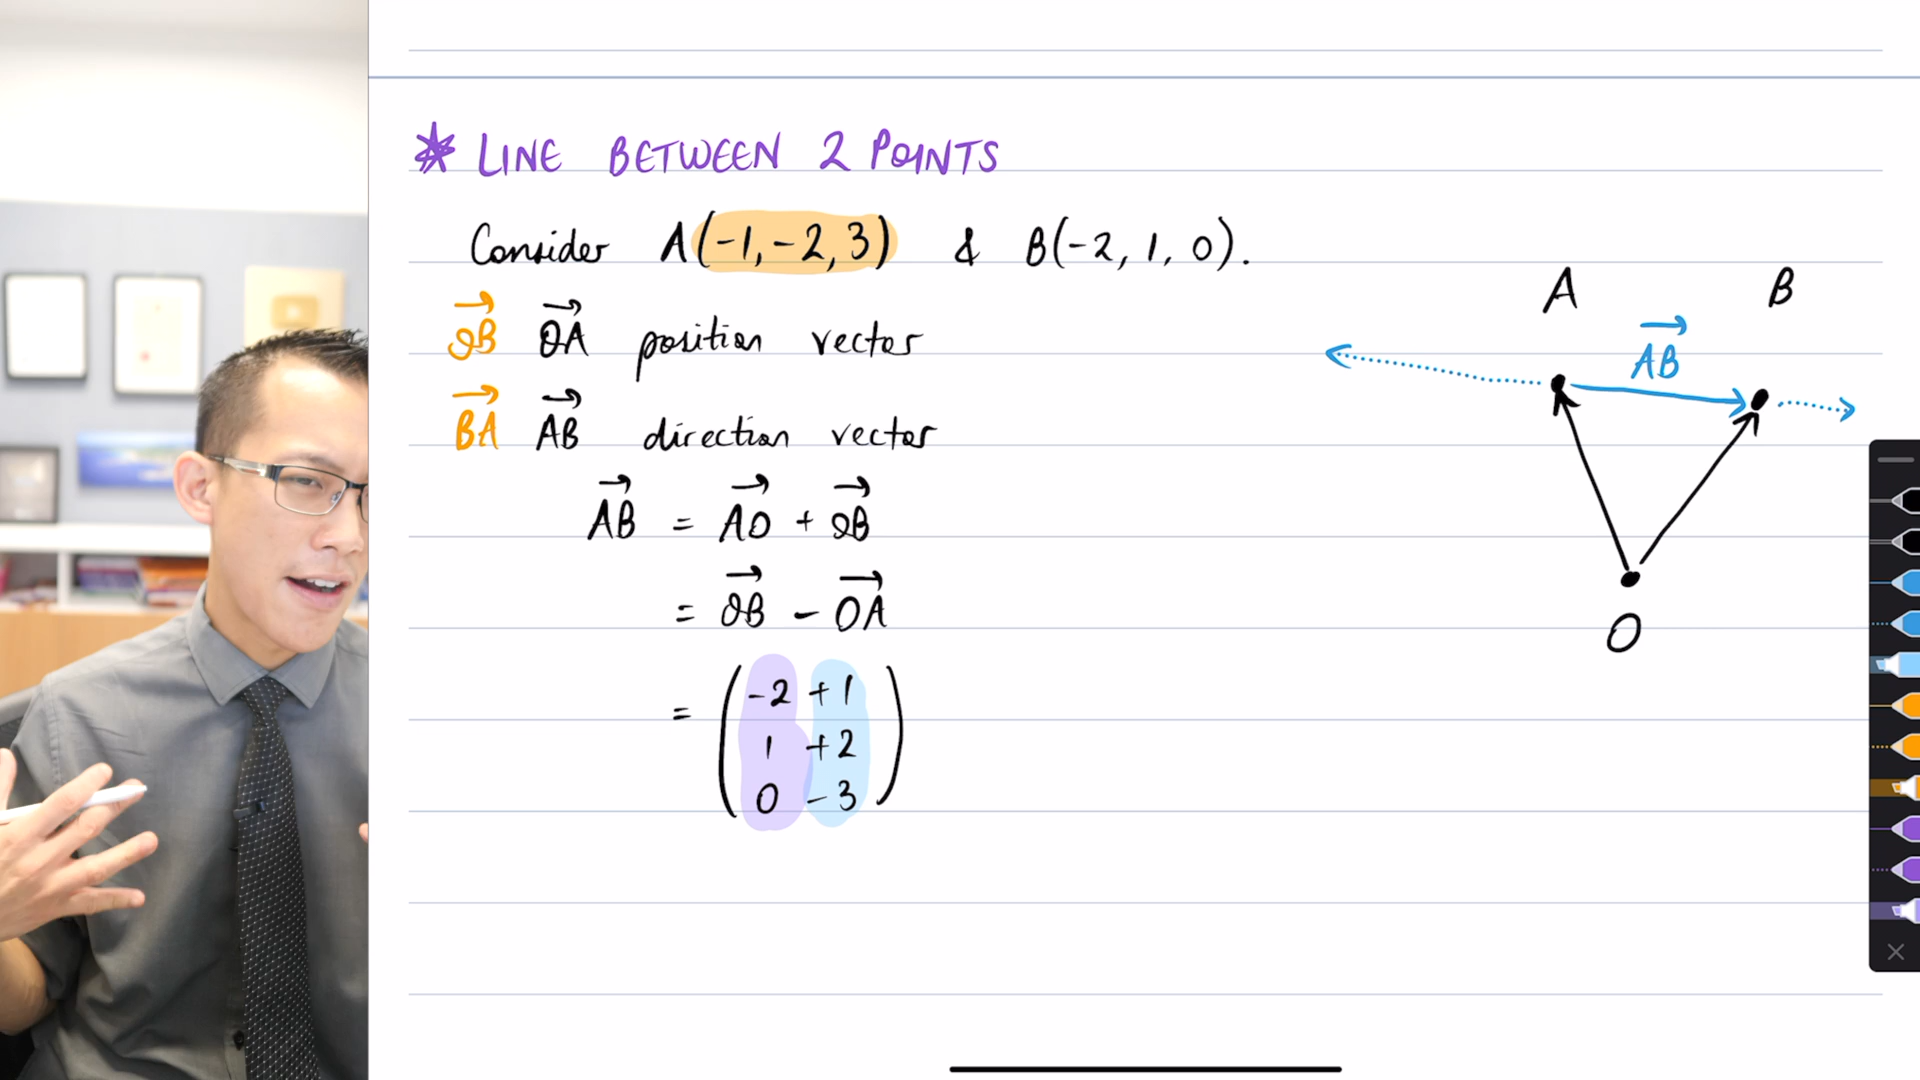 * LINE BETWEEN 2 POINTS
Consider A(-1, -2, 3) & B(-2, 1, 0).
→OB →OA position vector
→BA →AB direction vector
→AB = →AO + →OB
= →OB - →OA
= (-2 +1
1 +2
0 -3)
A B
→AB
O